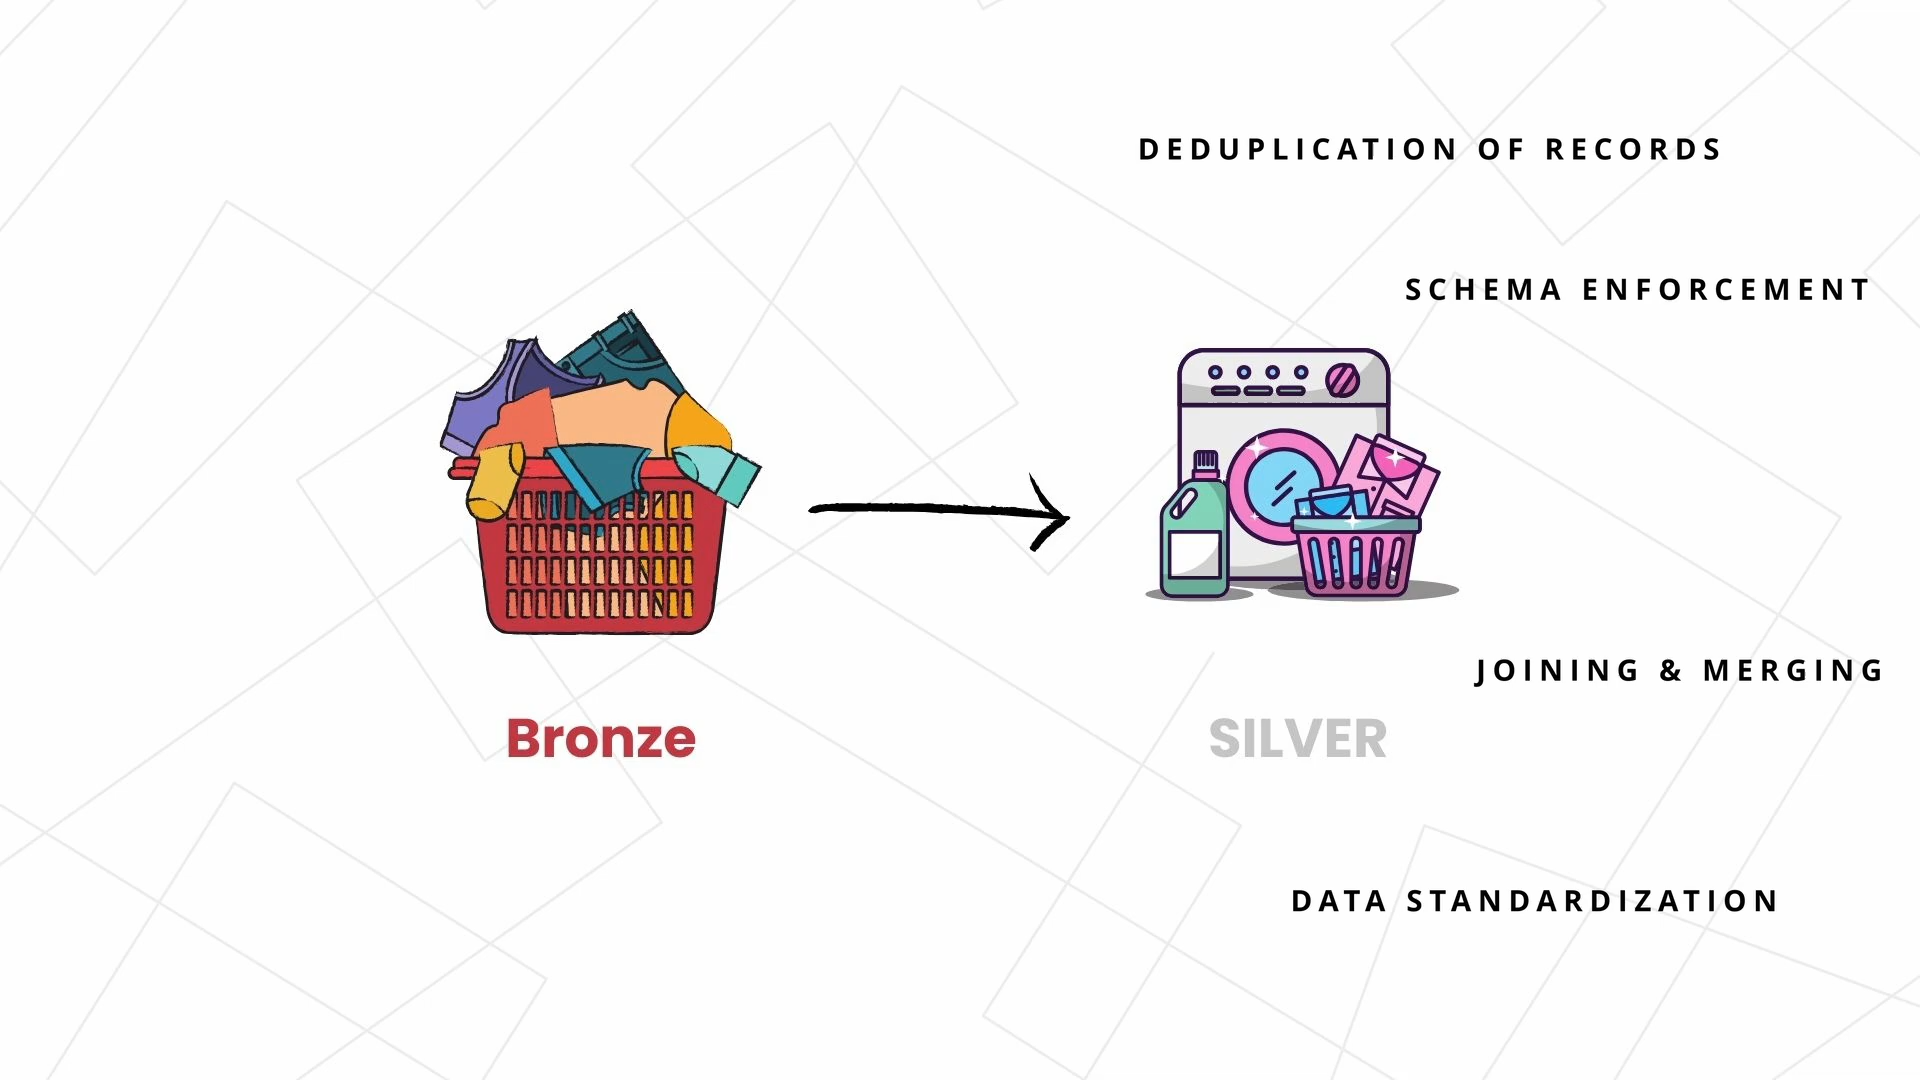 DEDUPLICATION OF RECORDS
SCHEMA ENFORCEMENT
JOINING & MERGING
Bronze
SILVER
DATA STANDARDIZATION